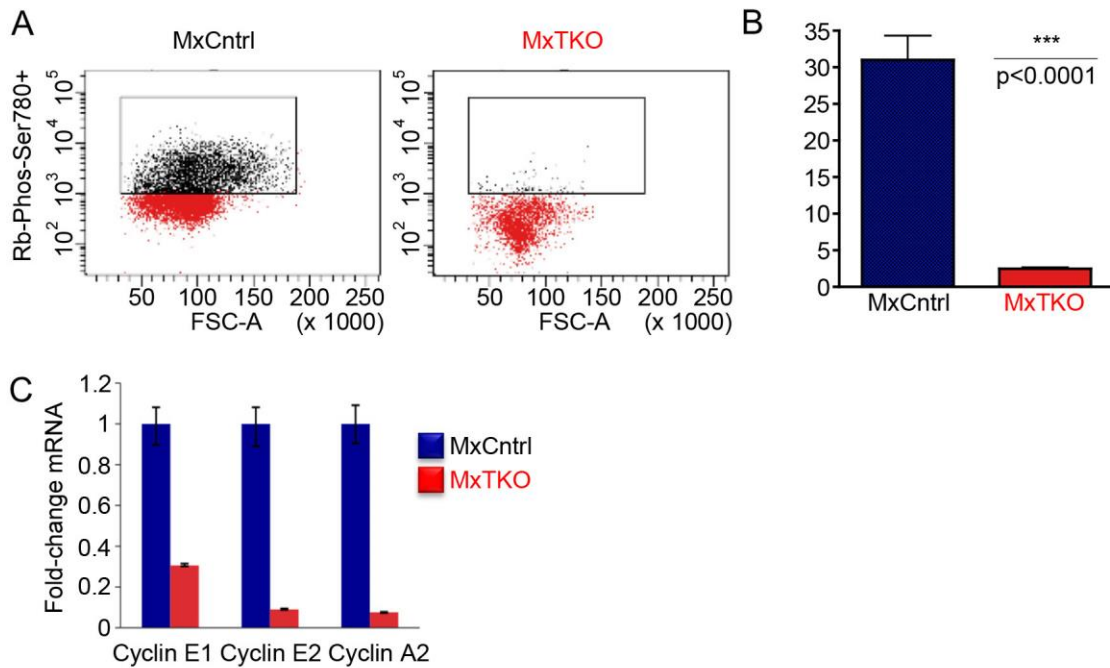 A
MxCntrl
MxTKO
Rb-Phos-Ser780+
10^5
10^4
10^3
10^2
50 100 150 200 250
FSC-A (x 1000)
10^5
10^4
10^3
10^2
50 100 150 200 250
FSC-A (x 1000)
B
35
30
25
20
15
10
5
0
***
p<0.0001
MxCntrl MxTKO
C
Fold-change mRNA
1.2
1
0.8
0.6
0.4
0.2
0
Cyclin E1 Cyclin E2 Cyclin A2
MxCntrl
MxTKO